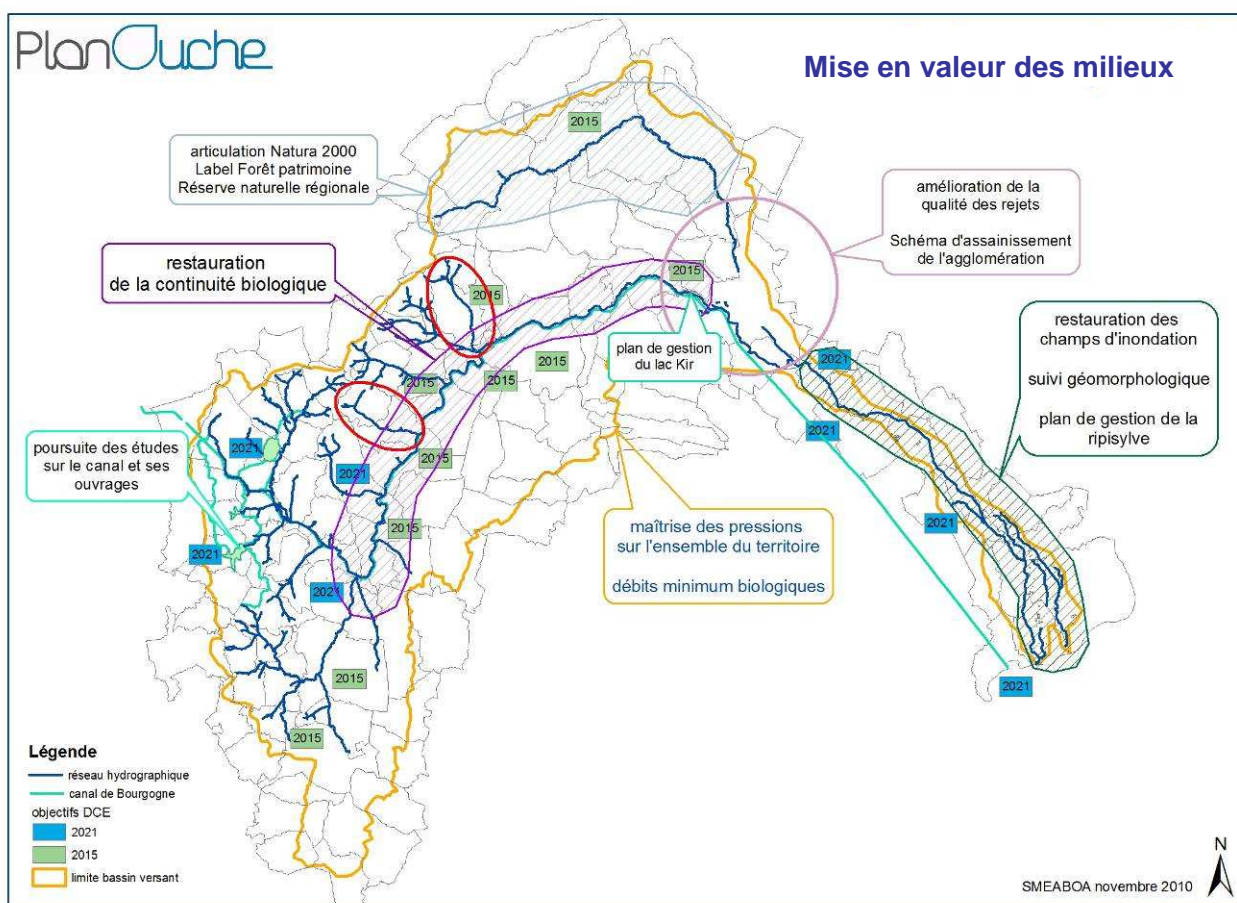 PlanOuche
Mise en valeur des milieux
2015
articulation Natura 2000
Label Forêt patrimoine
Réserve naturelle régionale
amélioration de la
qualité des rejets
Schéma d'assainissement
de l'agglomération
restauration
de la continuité biologique
2015
2015
restauration des
champs d'inondation
suivi géomorphologique
plan de gestion de la
ripisylve
plan de gestion
du lac Kir
2015
2021
2015
2015
2021
2021
poursuite des études
sur le canal et ses
ouvrages
2015
2021
2015
maîtrise des pressions
sur l'ensemble du territoire
débits minimum biologiques
2021
2021
2021
2015
2021
2015
Légende
réseau hydrographique
canal de Bourgogne
objectifs DCE
2021
2015
limite bassin versant
N
SMEABOA novembre 2010